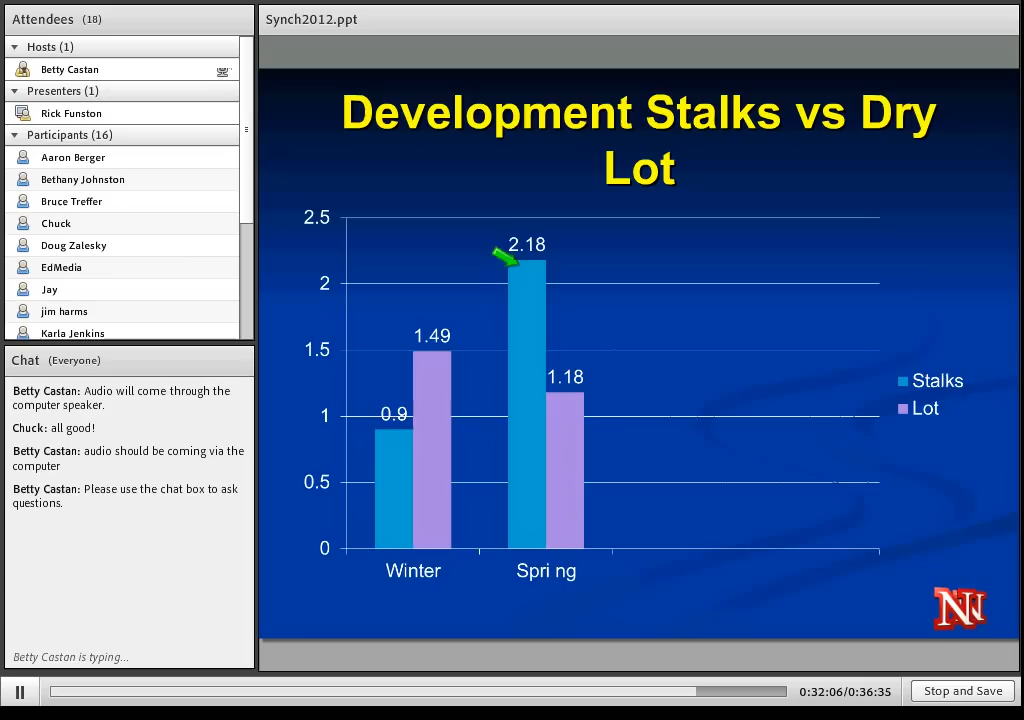 Attendees (18)
Hosts (1)
Betty Castan
Presenters (1)
Rick Funston
Participants (16)
Aaron Berger
Bethany Johnston
Bruce Treffer
Chuck
Doug Zalesky
EdMedia
Jay
jim harms
Karla Jenkins
Chat (Everyone)
Betty Castan: Audio will come through the
computer speaker.
Chuck: all good!
Betty Castan: audio should be coming via the
computer
Betty Castan: Please use the chat box to ask
questions.
Betty Castan is typing...
Synch2012.ppt
Development Stalks vs Dry
Lot
2.5
2
1.5
1
0.5
0
0.9
1.49
2.18
1.18
Winter
Spri ng
Stalks
Lot
N
0:32:06/0:36:35
Stop and Save